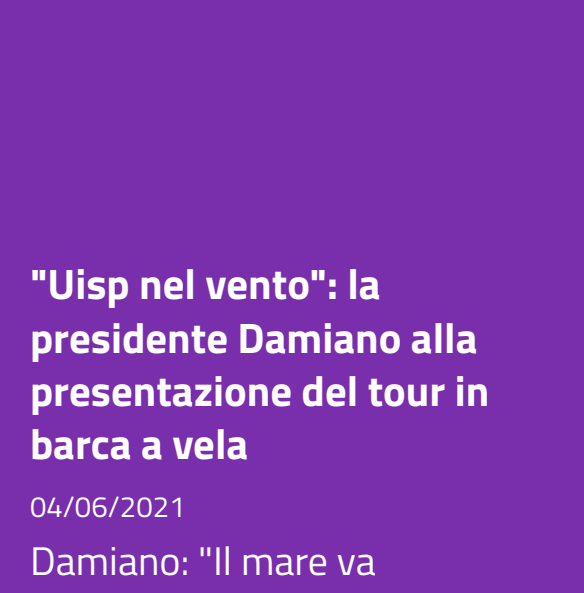 "Uisp nel vento": la
presidente Damiano alla
presentazione del tour in
barca a vela
04/06/2021
Damiano: "Il mare va